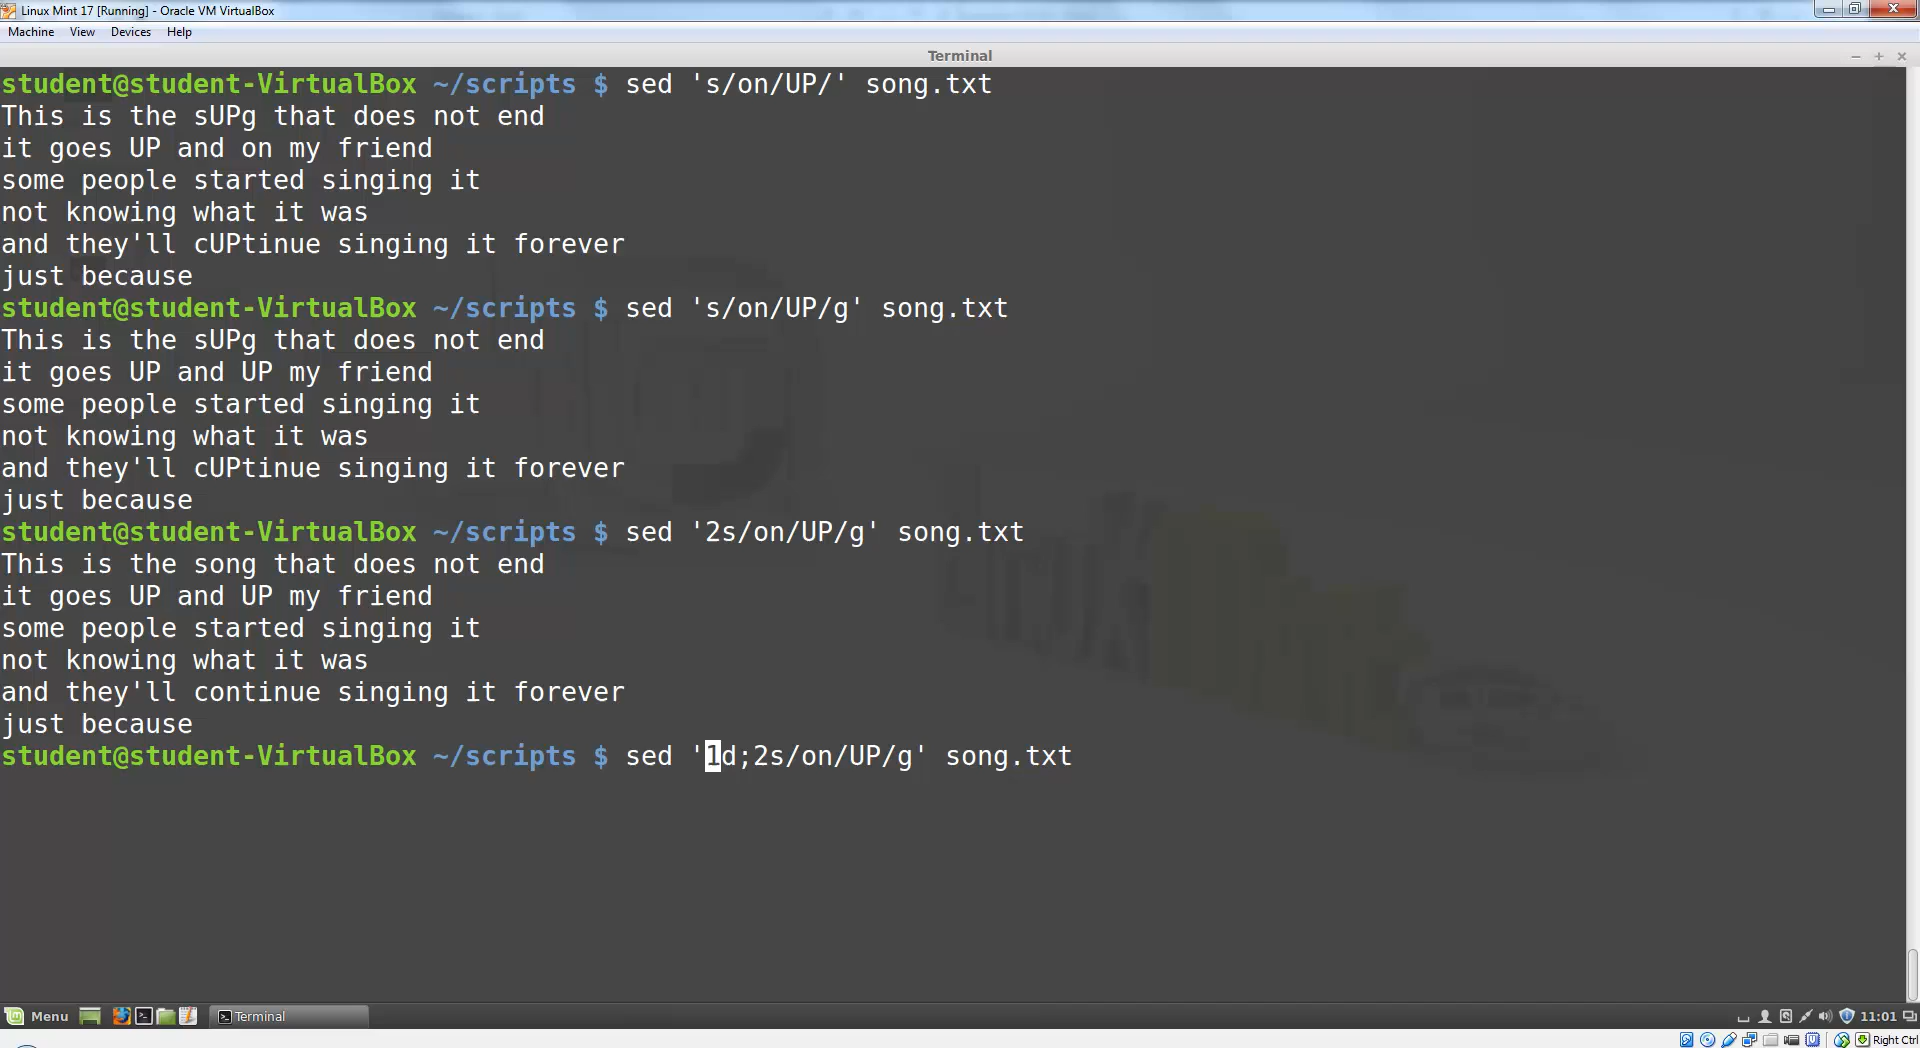 Linux Mint 17 [Running] - Oracle VM VirtualBox
Machine View Devices Help
Terminal
student@student-VirtualBox ~/scripts $ sed 's/on/UP/' song.txt
This is the sUPg that does not end
it goes UP and on my friend
some people started singing it
not knowing what it was
and they'll cUPtinue singing it forever
just because
student@student-VirtualBox ~/scripts $ sed 's/on/UP/g' song.txt
This is the sUPg that does not end
it goes UP and UP my friend
some people started singing it
not knowing what it was
and they'll cUPtinue singing it forever
just because
student@student-VirtualBox ~/scripts $ sed '2s/on/UP/g' song.txt
This is the song that does not end
it goes UP and UP my friend
some people started singing it
not knowing what it was
and they'll continue singing it forever
just because
student@student-VirtualBox ~/scripts $ sed '1d;2s/on/UP/g' song.txt
Menu Terminal 11:01
Right Ctrl